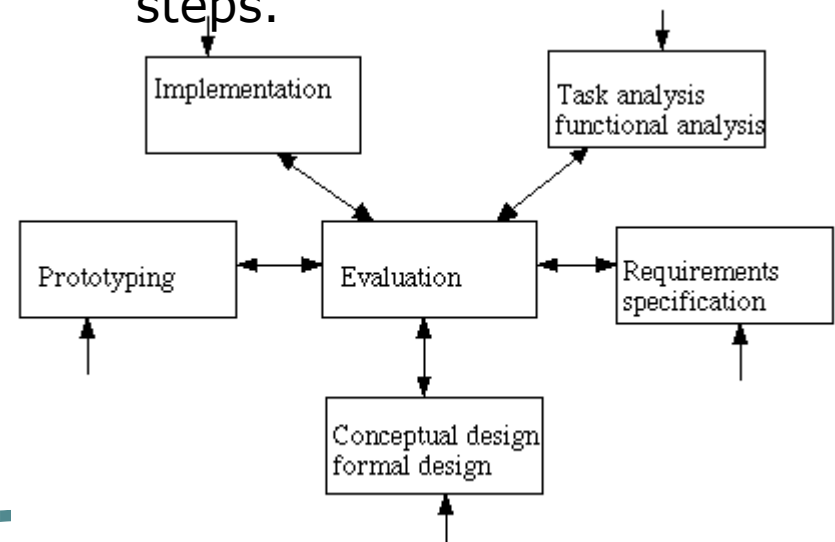 steps.
Implementation
Task analysis
functional analysis
Prototyping
Evaluation
Requirements
specification
Conceptual design
formal design